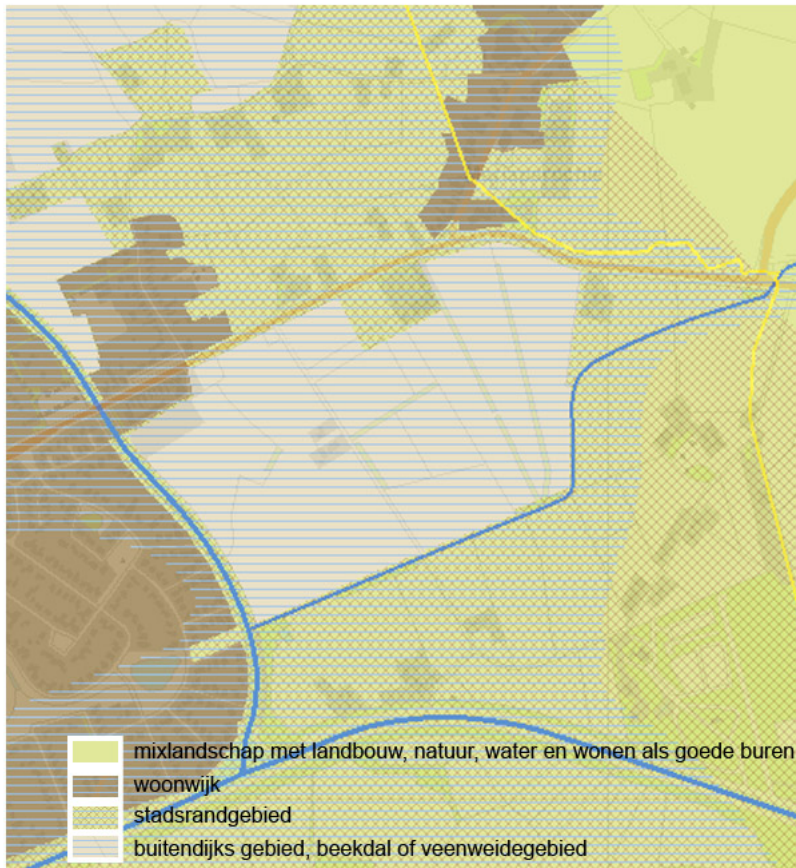 mixlandschap met landbouw, natuur, water en wonen als goede buren
woonwijk
stadsrandgebied
buitendijks gebied, beekdal of veenweidegebied